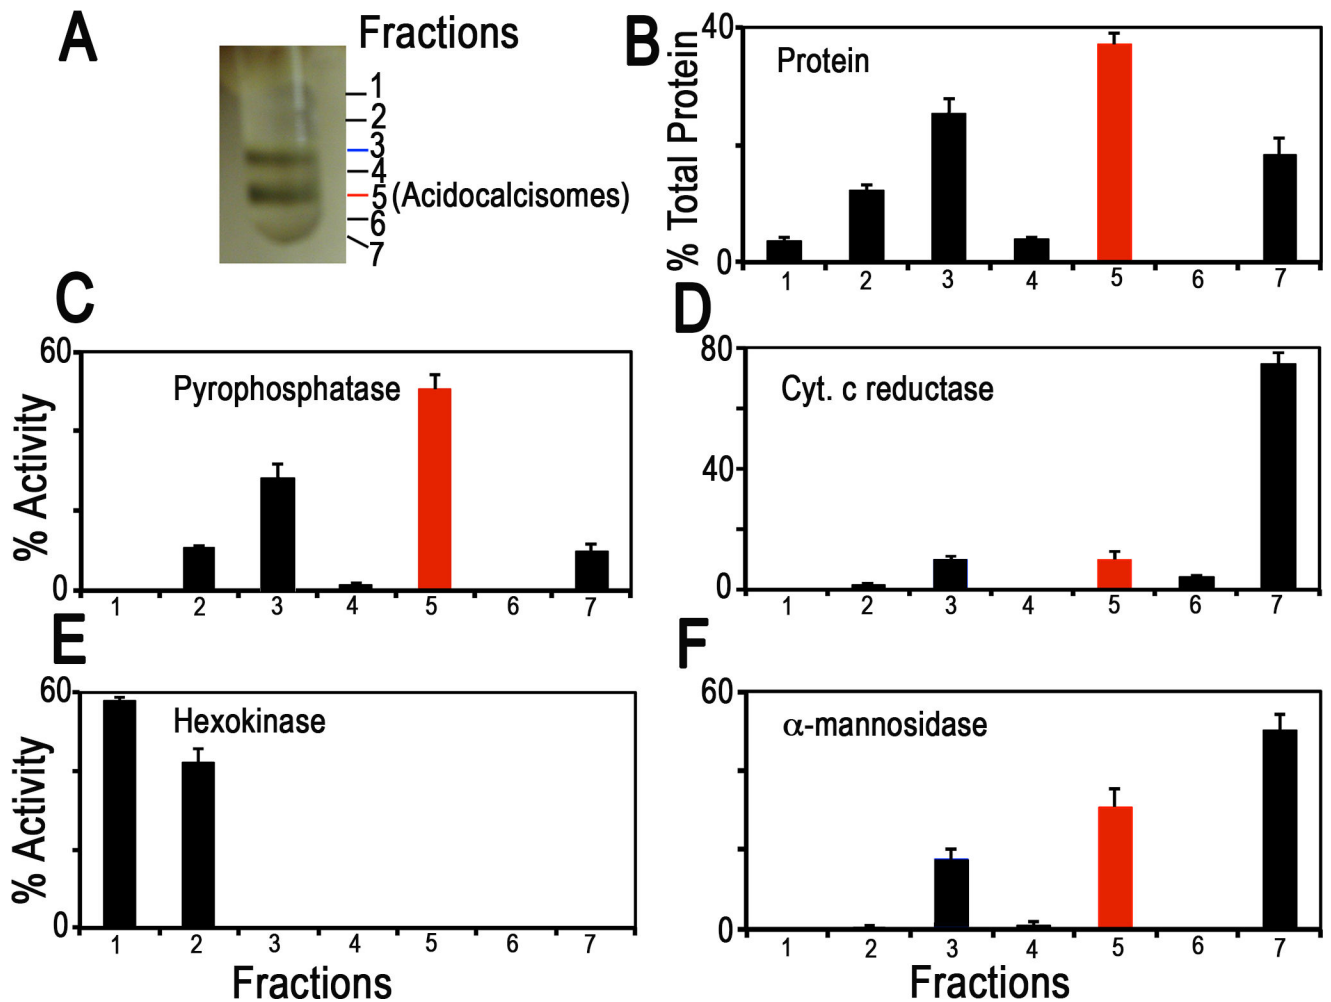 A
Fractions
1
2
3
4
5 (Acidocalcisomes)
6
7
B
Protein
% Total Protein
40
0
1 2 3 4 5 6 7
C
Pyrophosphatase
% Activity
60
0
1 2 3 4 5 6 7
D
Cyt. c reductase
80
40
0
1 2 3 4 5 6 7
E
Hexokinase
% Activity
60
0
1 2 3 4 5 6 7
Fractions
F
α-mannosidase
60
0
1 2 3 4 5 6 7
Fractions